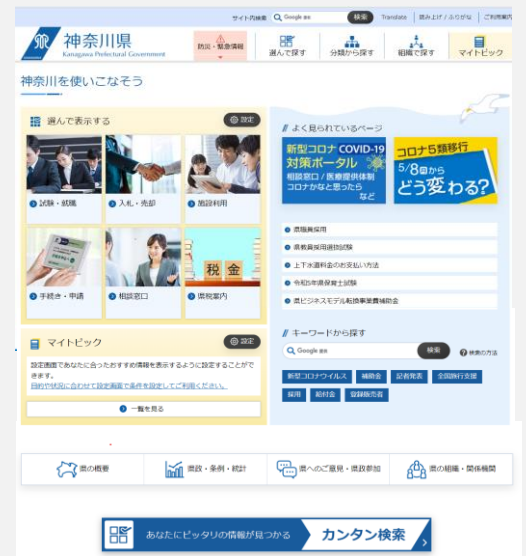 サイト内検索 Google 検索 Translate 読み上げ / ふりがな ご利用案内
神奈川県
Kanagawa Prefectural Government
防災・緊急情報
選んで探す
分類から探す
組織で探す
マイトピック
神奈川を使いこなそう
選んで表示する
設定
試験・就職
入札・売却
施設利用
税金
手続き・申請
相談窓口
県税案内
マイトピック
設定
設定画面であなたに合ったおすすめ情報を表示するように設定することができます。
目的や状況に合わせて設定画面で条件を設定してご利用ください。
一覧を見る
// よく見られているページ
新型コロナ COVID-19
対策ポータル
相談窓口 / 医療提供体制
コロナかなと思ったら
など
コロナ5類移行
5/8からどう変わる?
県職員採用
県教員採用選抜試験
上下水道料金のお支払い方法
令和5年県保育士試験
県ビジネスモデル転換事業費補助金
// キーワードから探す
Google 検索
検索の方法
新型コロナウイルス 補助金 記者発表 全国旅行支援
採用 給付金 登録販売者
県の概要
県政・条例・統計
県へのご意見・県政参加
県の組織・関係機関
あなたにピッタリの情報が見つかる カンタン検索